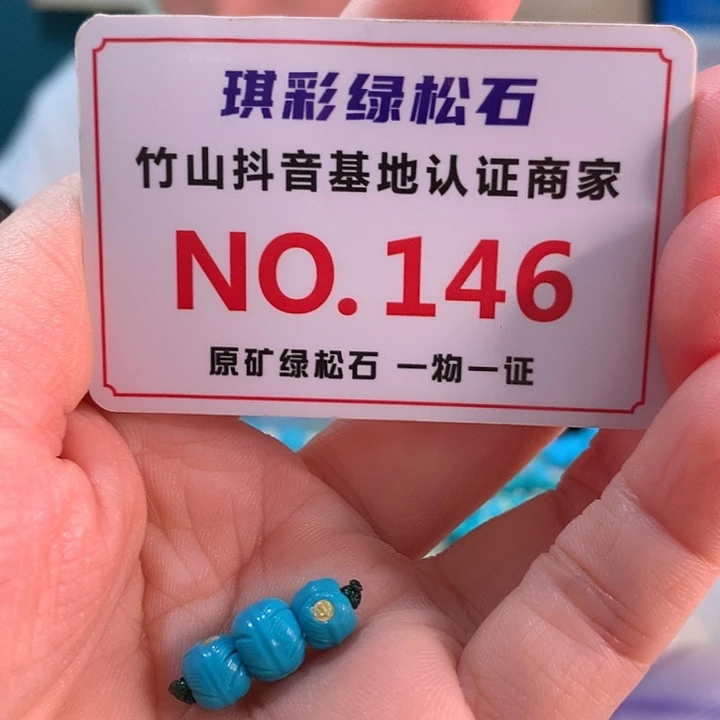 琪彩绿松石
竹山抖音基地认证商家
NO.146
原矿绿松石 一物一证